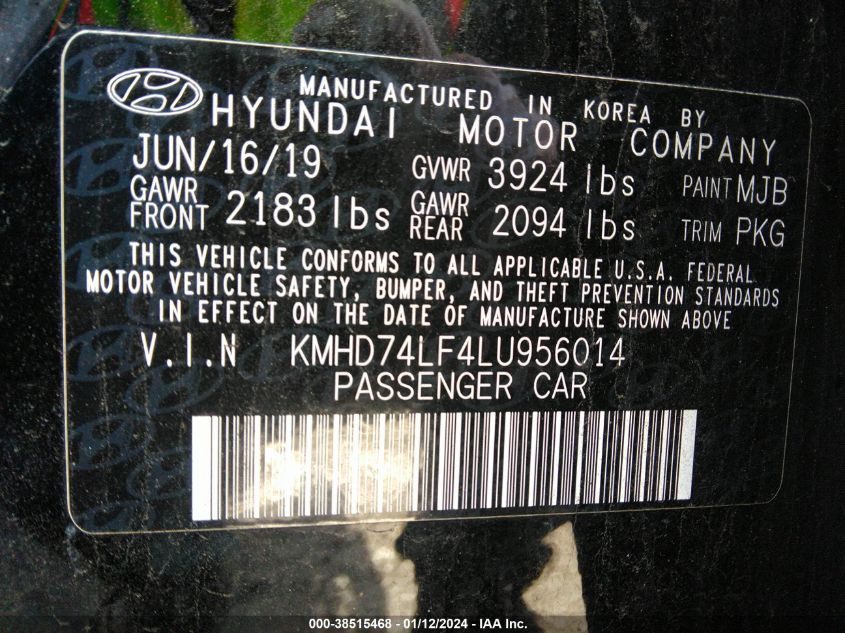 MANUFACTURED IN KOREA BY
HYUNDAI MOTOR COMPANY
JUN/16/19 GVWR 3924 lbs PAINT MJB
GAWR FRONT 2183 lbs GAWR REAR 2094 lbs TRIM PKG
THIS VEHICLE CONFORMS TO ALL APPLICABLE U.S.A. FEDERAL
MOTOR VEHICLE SAFETY, BUMPER, AND THEFT PREVENTION STANDARDS
IN EFFECT ON THE DATE OF MANUFACTURE SHOWN ABOVE
V.I.N KMHD74LF4LU956014
PASSENGER CAR
000-38515468 - 01/12/2024 - IAA Inc.